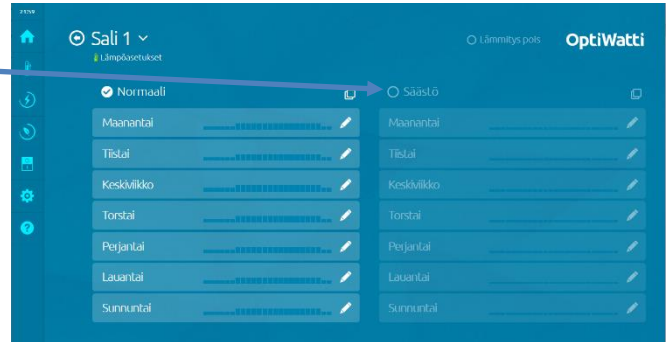 Sali 1
Lämpöasetukset
Lämmitys pois
OptiWatti
Normaali
Maanantai
Tiistai
Keskiviikko
Torstai
Perjantai
Lauantai
Sunnuntai
Säästö
Maanantai
Tiistai
Keskiviikko
Torstai
Perjantai
Lauantai
Sunnuntai